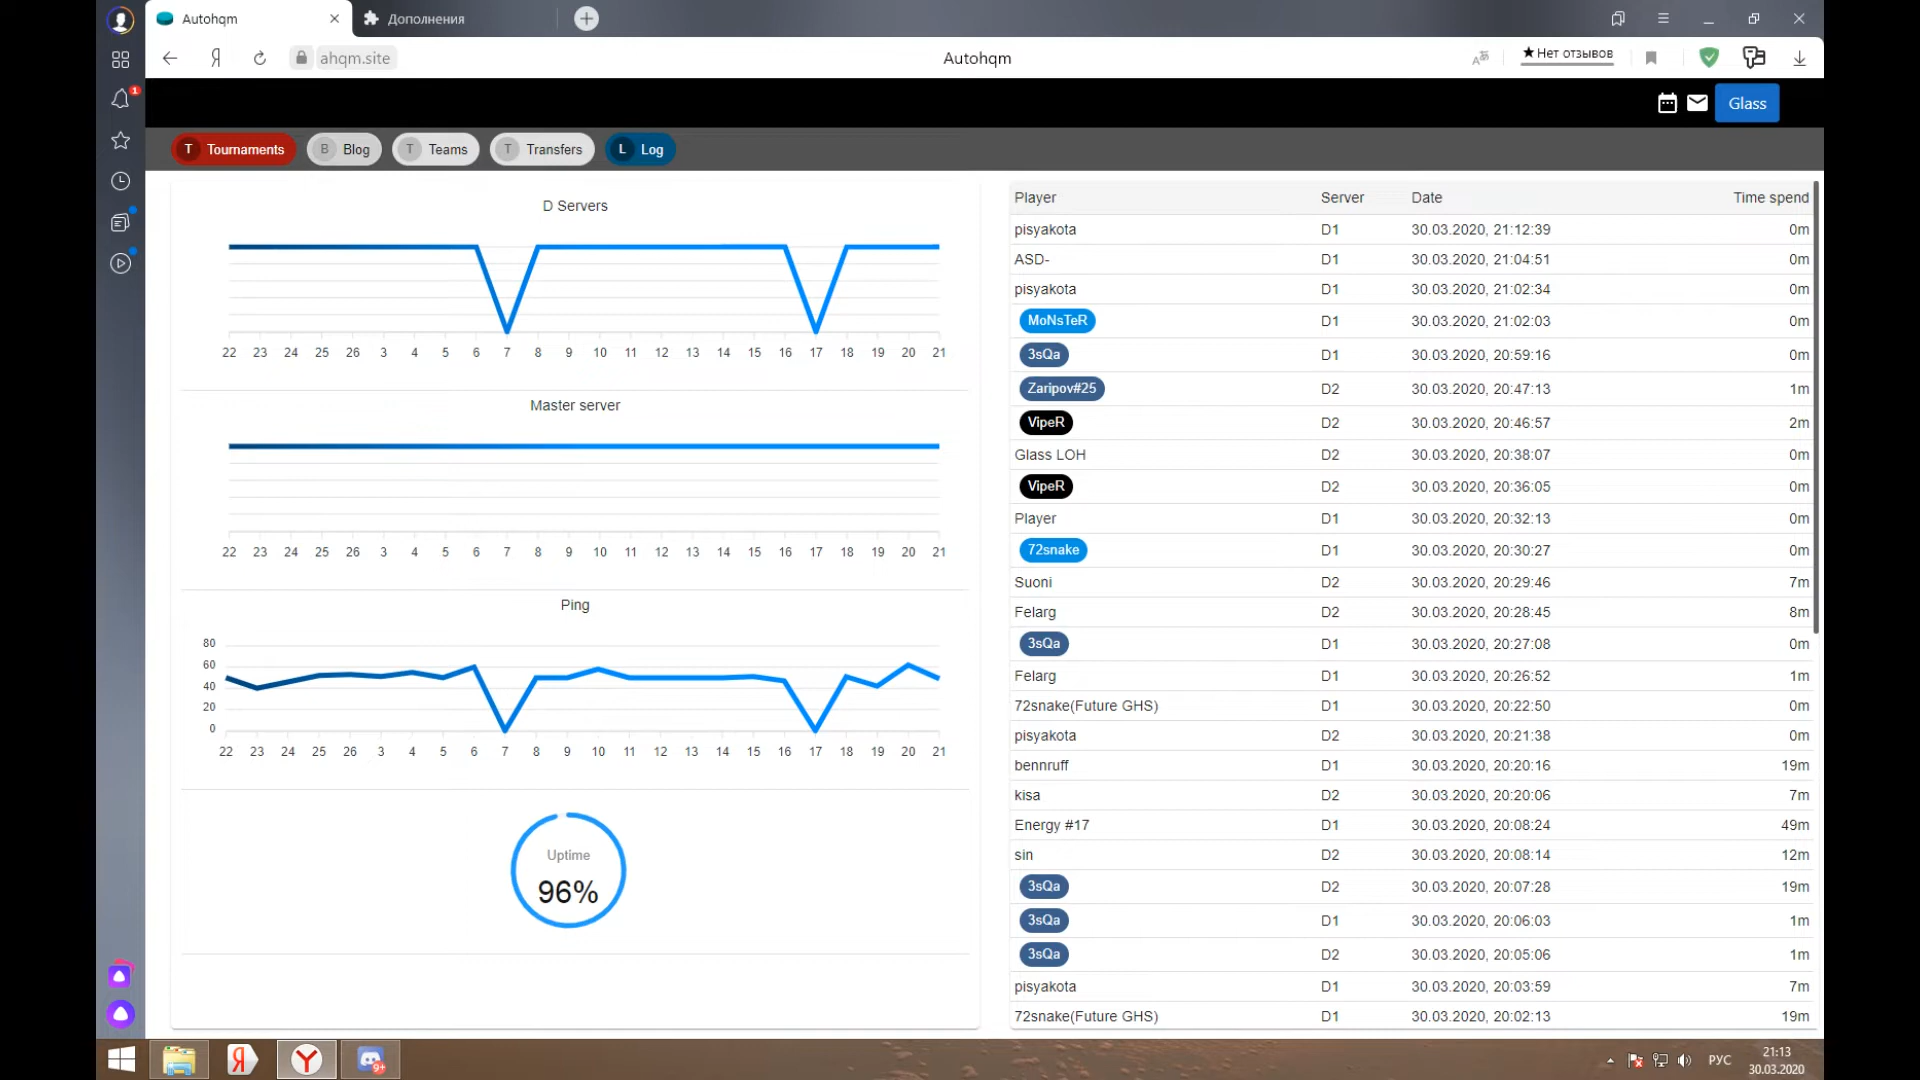 Autohqm
Дополнения
Я
ahqm.site
Autohqm
★Нет отзывов
1
Glass
T Tournaments
B Blog
T Teams
T Transfers
L Log
D Servers
22 23 24 25 26 3 4 5 6 7 8 9 10 11 12 13 14 15 16 17 18 19 20 21
Master server
22 23 24 25 26 3 4 5 6 7 8 9 10 11 12 13 14 15 16 17 18 19 20 21
Ping
80
60
40
20
0
22 23 24 25 26 3 4 5 6 7 8 9 10 11 12 13 14 15 16 17 18 19 20 21
Uptime
96%
Player Server Date Time spend
pisyakota D1 30.03.2020, 21:12:39 0m
ASD- D1 30.03.2020, 21:04:51 0m
pisyakota D1 30.03.2020, 21:02:34 0m
MoNsTeR D1 30.03.2020, 21:02:03 0m
3sQa D1 30.03.2020, 20:59:16 0m
Zaripov#25 D2 30.03.2020, 20:47:13 1m
VipeR D2 30.03.2020, 20:46:57 2m
Glass LOH D2 30.03.2020, 20:38:07 0m
VipeR D2 30.03.2020, 20:36:05 0m
Player D1 30.03.2020, 20:32:13 0m
72snake D1 30.03.2020, 20:30:27 0m
Suoni D2 30.03.2020, 20:29:46 7m
Felarg D2 30.03.2020, 20:28:45 8m
3sQa D1 30.03.2020, 20:27:08 0m
Felarg D1 30.03.2020, 20:26:52 1m
72snake(Future GHS) D1 30.03.2020, 20:22:50 0m
pisyakota D2 30.03.2020, 20:21:38 0m
bennruff D1 30.03.2020, 20:20:16 19m
kisa D2 30.03.2020, 20:20:06 7m
Energy #17 D1 30.03.2020, 20:08:24 49m
sin D2 30.03.2020, 20:08:14 12m
3sQa D2 30.03.2020, 20:07:28 19m
3sQa D1 30.03.2020, 20:06:03 1m
3sQa D2 30.03.2020, 20:05:06 1m
pisyakota D1 30.03.2020, 20:03:59 7m
72snake(Future GHS) D1 30.03.2020, 20:02:13 19m
Я
Y
9+
РУС
21:13
30.03.2020